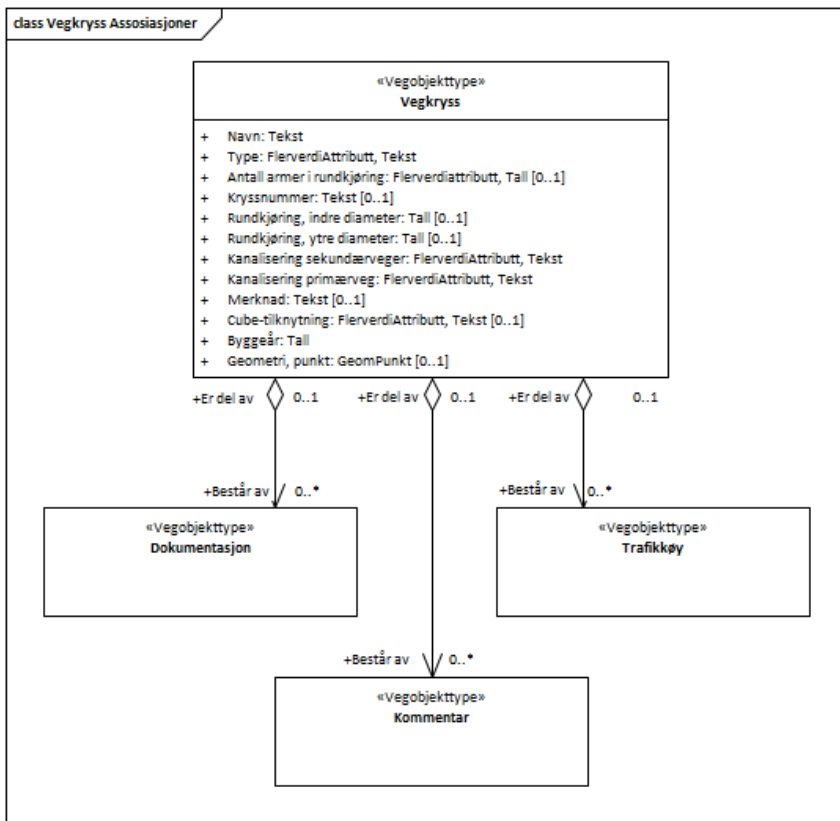 class Vegkryss Assosiasjoner
«Vegobjekttype»
Vegkryss
+ Navn: Tekst
+ Type: FlerverdiAttributt, Tekst
+ Antall armer i rundkjøring: Flerverdiattributt, Tall [0..1]
+ Kryssnummer: Tekst [0..1]
+ Rundkjøring, indre diameter: Tall [0..1]
+ Rundkjøring, ytre diameter: Tall [0..1]
+ Kanalisering sekundærveger: FlerverdiAttributt, Tekst
+ Kanalisering primærveg: FlerverdiAttributt, Tekst
+ Merknad: Tekst [0..1]
+ Cube-tilknytning: FlerverdiAttributt, Tekst [0..1]
+ Byggeår: Tall
+ Geometri, punkt: GeomPunkt [0..1]
+Er del av 0..1 +Er del av 0..1 +Er del av 0..1
+Består av 0..* +Består av 0..*
«Vegobjekttype» «Vegobjekttype»
Dokumentasjon Trafikkøy
+Består av 0..*
«Vegobjekttype»
Kommentar